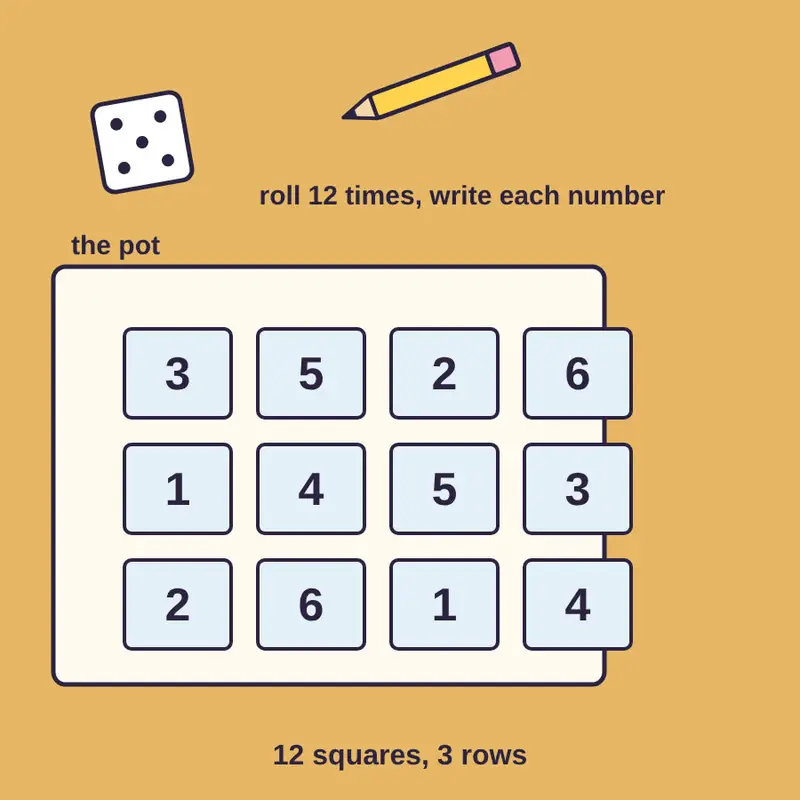 roll 12 times, write each number
the pot
3 5 2 6
1 4 5 3
2 6 1 4
12 squares, 3 rows